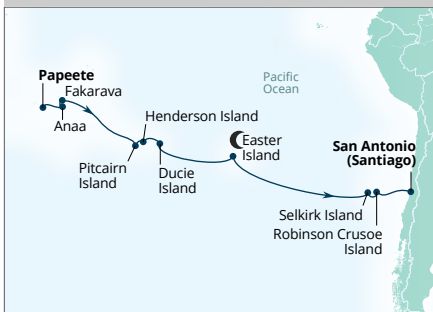 Pacific
Ocean
Papeete
Fakarava
Anaa
Henderson Island
Pitcairn
Island
Ducie
Island
Easter
Island
San Antonio
(Santiago)
Selkirk Island
Robinson Crusoe
Island